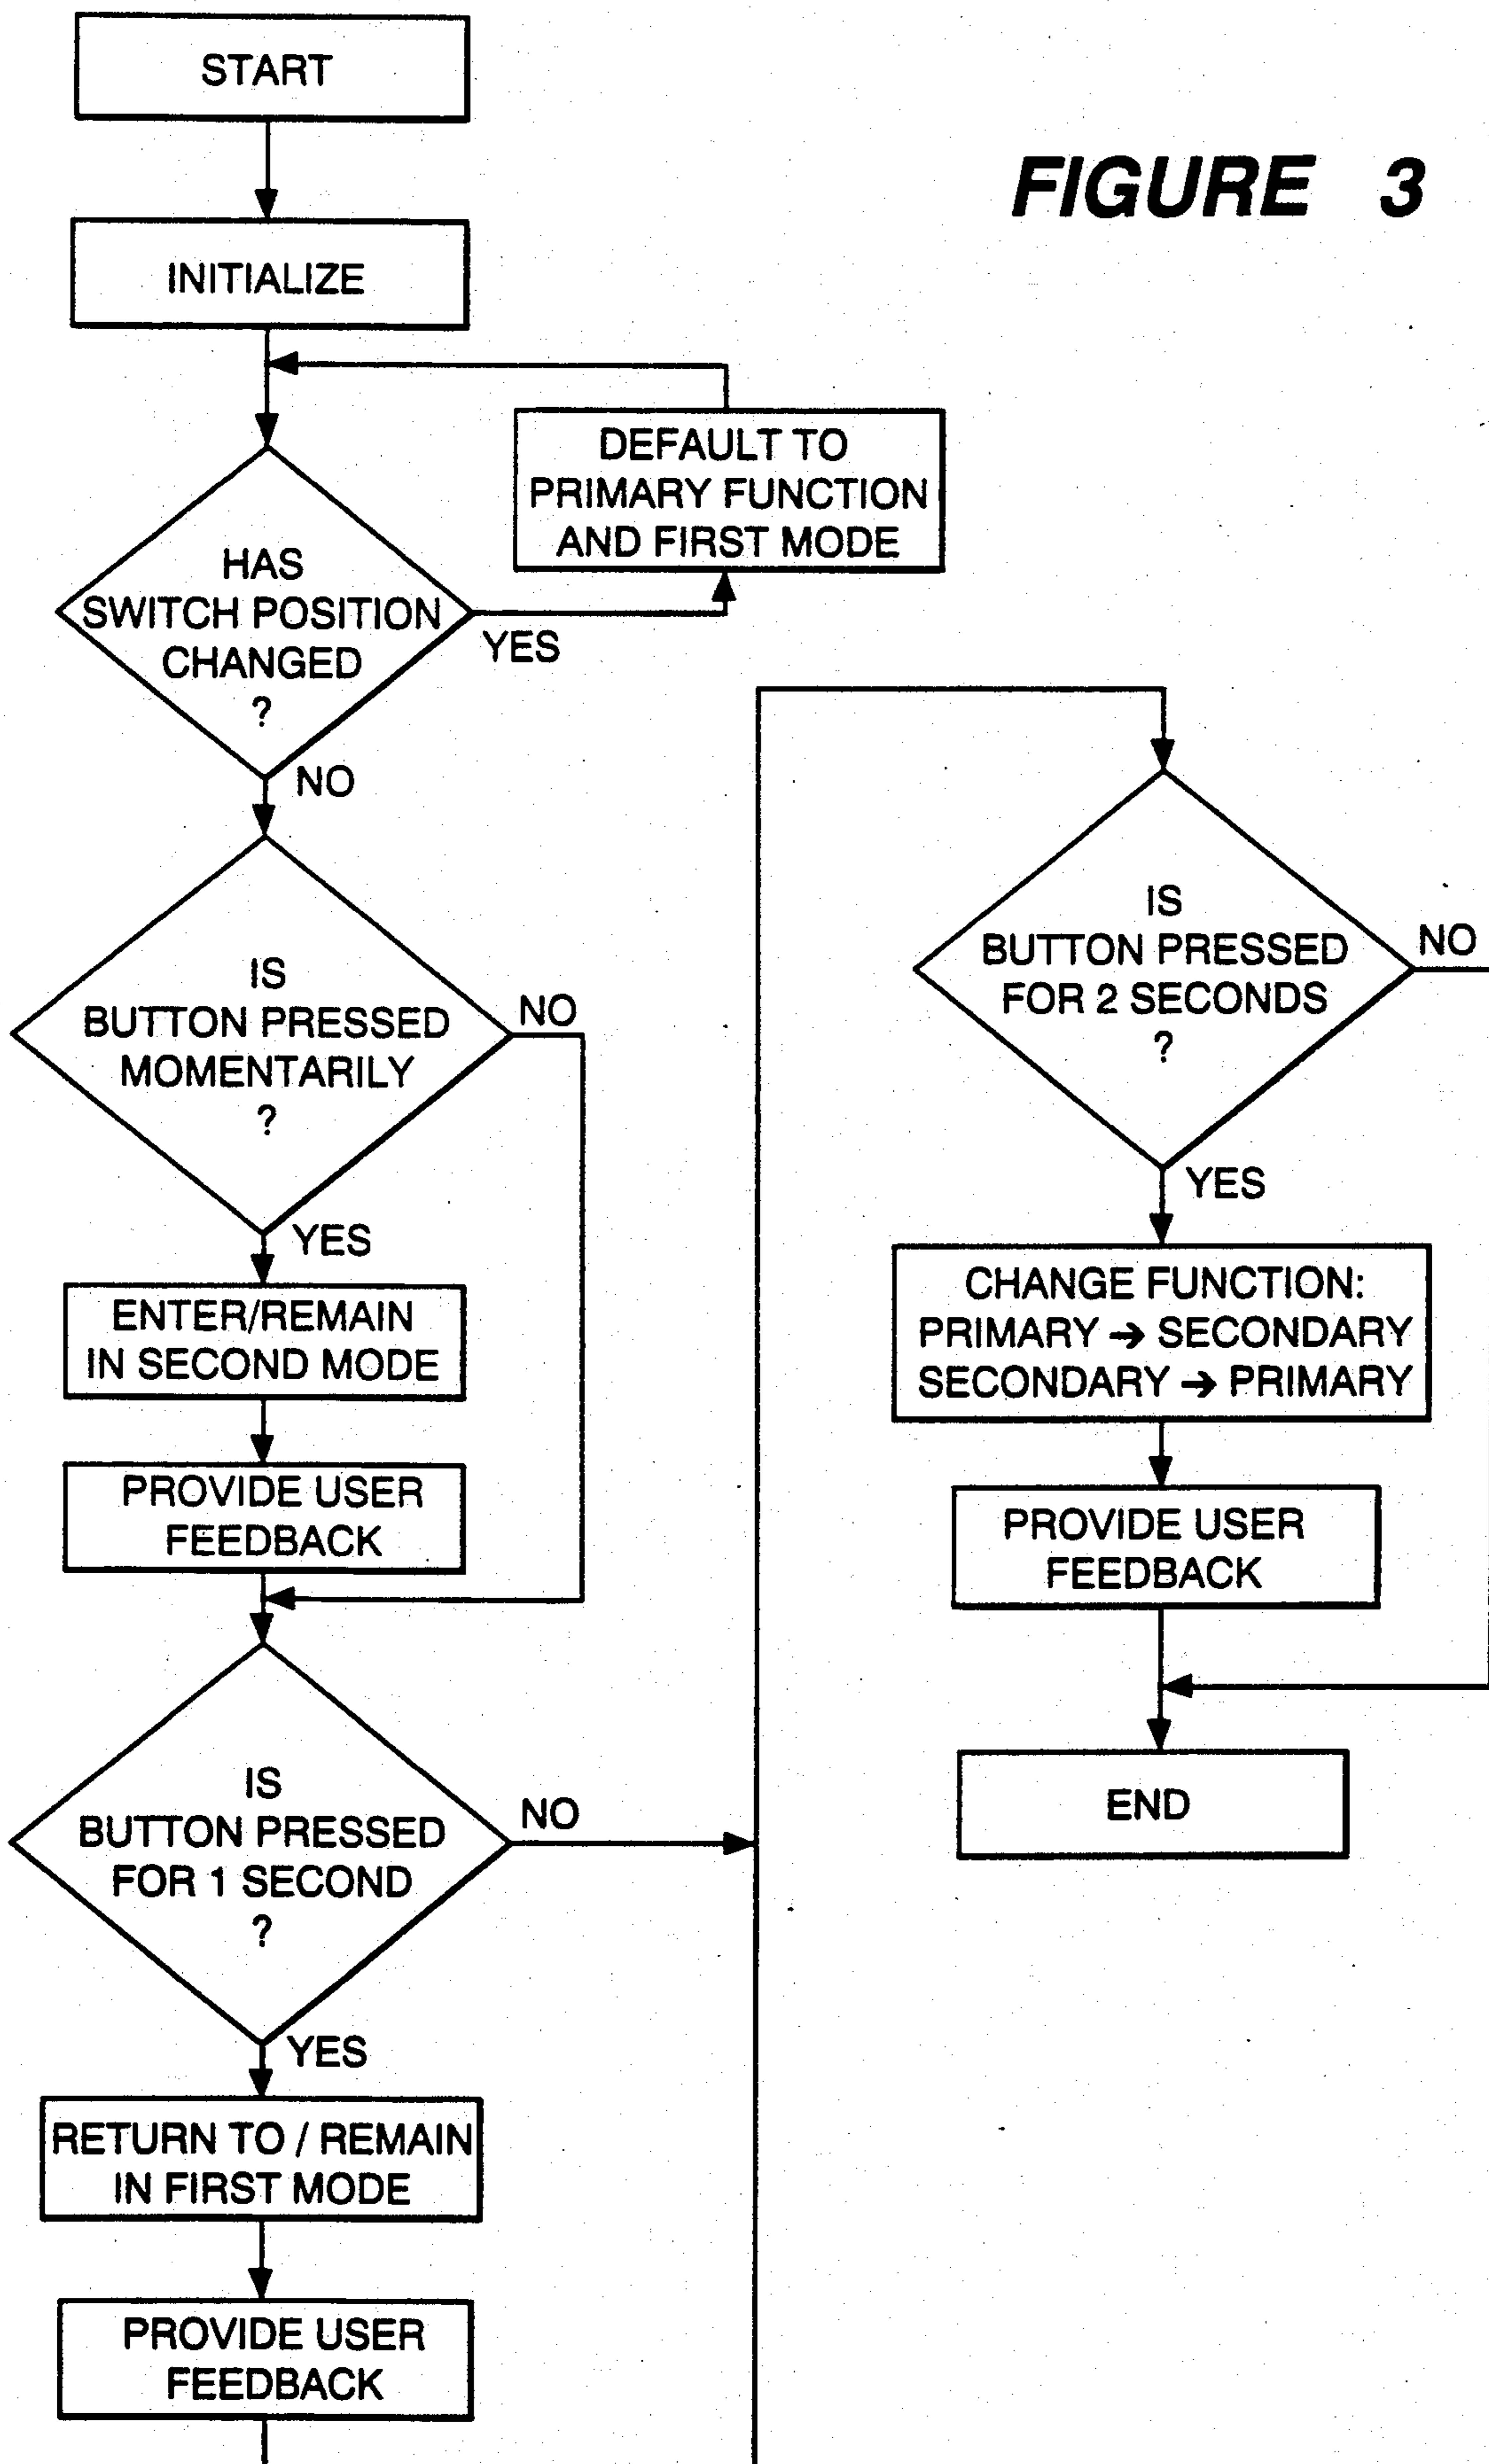 FIGURE 3
START
INITIALIZE
DEFAULT TO
PRIMARY FUNCTION
AND FIRST MODE
HAS
SWITCH POSITION
CHANGED
?
YES
NO
IS
BUTTON PRESSED
MOMENTARILY
?
NO
YES
ENTER/REMAIN
IN SECOND MODE
PROVIDE USER
FEEDBACK
IS
BUTTON PRESSED
FOR 1 SECOND
?
NO
YES
RETURN TO / REMAIN
IN FIRST MODE
PROVIDE USER
FEEDBACK
IS
BUTTON PRESSED
FOR 2 SECONDS
?
NO
YES
CHANGE FUNCTION:
PRIMARY → SECONDARY
SECONDARY → PRIMARY
PROVIDE USER
FEEDBACK
END